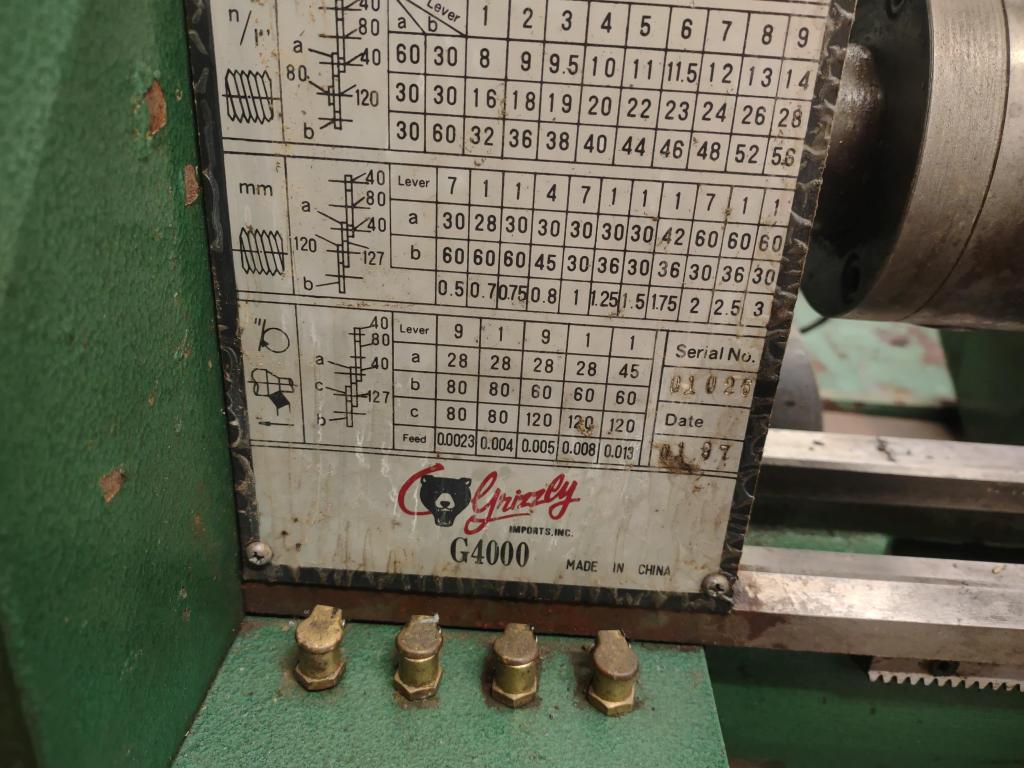 40 Lever 1 2 3 4 5 6 7 8 9
n/1" 80 a b
a 40 60 30 8 9 9.5 10 11 11.5 12 13 14
80 120 30 30 16 18 19 20 22 23 24 26 28
b 30 60 32 36 38 40 44 46 48 52 56
mm 40 Lever 7 1 1 4 7 1 1 1 7 1 1
80
a 40 a 30 28 30 30 30 30 30 42 60 60 60
120 127 b 60 60 60 45 30 36 30 36 30 36 30
b 0.5 0.7 0.75 0.8 1 1.25 1.5 1.75 2 2.5 3
" 40 Lever 9 1 9 1 1 Serial No.
80
a 40 a 28 28 28 28 45 01026
c 127 b 80 80 60 60 60
b c 80 80 120 120 120 Date
Feed 0.0023 0.004 0.005 0.008 0.013 0197
Grizzly
IMPORTS, INC.
G4000 MADE IN CHINA